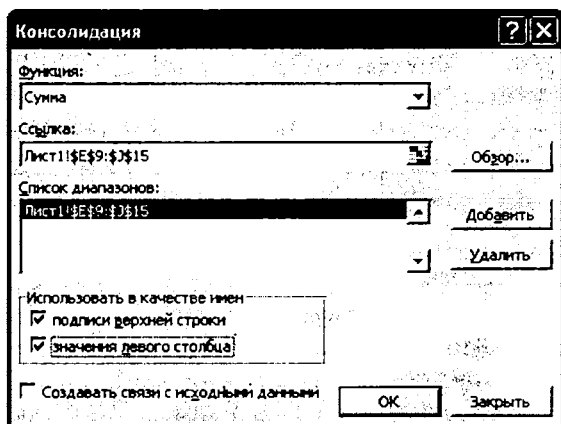 Консолидация
Функция:
Сумма
Ссылка:
Лист1!$E$9:$J$15
Обзор...
Список диапазонов:
Лист1!$E$9:$J$15
Добавить
Удалить
Использовать в качестве имен
подписи верхней строки
значения левого столбца
Создавать связи с исходными данными
ОК
Закрыть